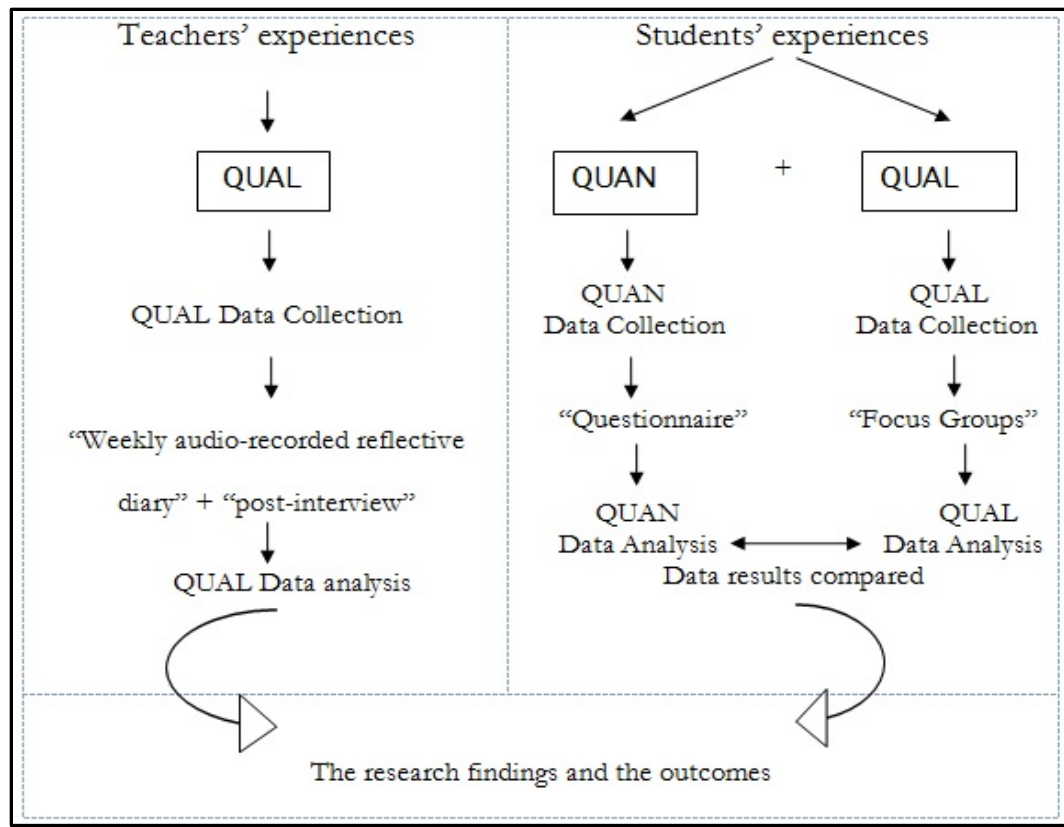 Teachers’ experiences
QUAL
QUAL Data Collection
“Weekly audio-recorded reflective
diary” + “post-interview”
QUAL Data analysis
Students’ experiences
QUAN
+
QUAL
QUAN
Data Collection
QUAL
Data Collection
“Questionnaire”
“Focus Groups”
QUAN
Data Analysis
QUAL
Data Analysis
Data results compared
The research findings and the outcomes